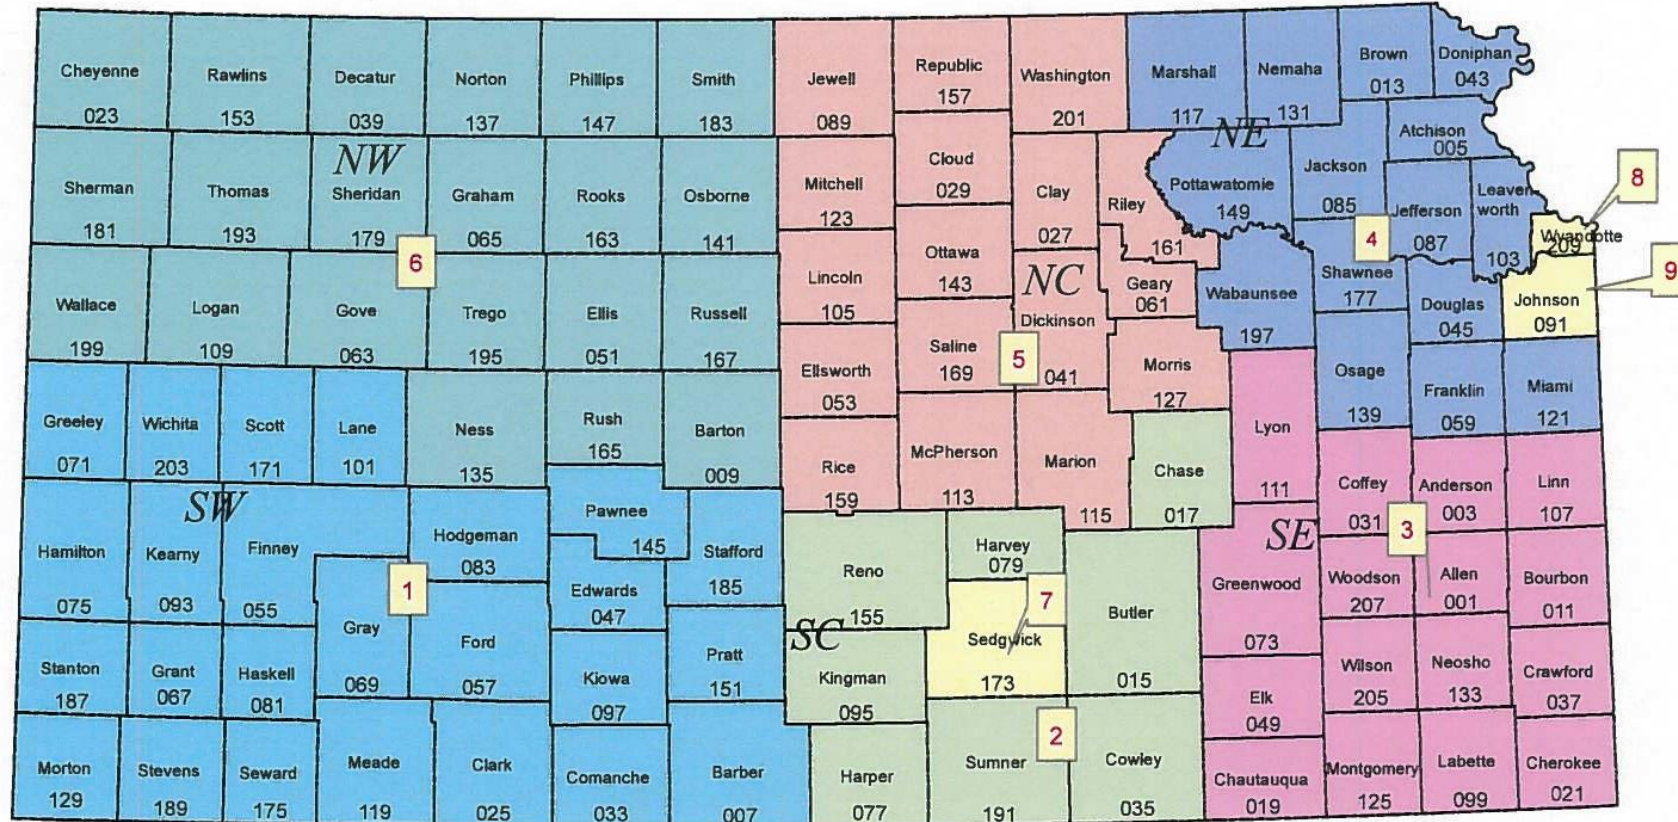 Cheyenne
023
Rawlins
153
Decatur
039
Norton
137
Phillips
147
Smith
183
Jewell
089
Republic
157
Washington
201
Marshall
117
Nemaha
131
Brown
013
Doniphan
043
NW
NE
Sherman
181
Thomas
193
Sheridan
179
Graham
065
Rooks
163
Osborne
141
Mitchell
123
Cloud
029
Clay
027
Riley
161
Pottawatomie
149
Jackson
085
Atchison
005
Jefferson
087
Leaven
worth
103
8
Wyandotte
209
4
6
9
Wallace
199
Logan
109
Gove
063
Trego
195
Ellis
051
Russell
167
Lincoln
105
Ottawa
143
NC
Dickinson
041
Geary
061
Wabaunsee
197
Shawnee
177
Douglas
045
Johnson
091
Ellsworth
053
Saline
169
5
Morris
127
Osage
139
Franklin
059
Miami
121
Greeley
071
Wichita
203
Scott
171
Lane
101
Ness
135
Rush
165
Barton
009
Rice
159
McPherson
113
Marion
115
Chase
017
Lyon
111
Coffey
031
Anderson
003
Linn
107
SW
SE
3
Hamilton
075
Kearny
093
Finney
055
Hodgeman
083
Pawnee
145
Stafford
185
Reno
155
Harvey
079
Butler
015
Greenwood
073
Woodson
207
Allen
001
Bourbon
011
1
Gray
069
Ford
057
Edwards
047
7
SC
Sedgwick
173
Stanton
187
Grant
067
Haskell
081
Kiowa
097
Pratt
151
Kingman
095
Elk
049
Wilson
205
Neosho
133
Crawford
037
2
Morton
129
Stevens
189
Seward
175
Meade
119
Clark
025
Comanche
033
Barber
007
Harper
077
Sumner
191
Cowley
035
Chautauqua
019
Montgomery
125
Labette
099
Cherokee
021